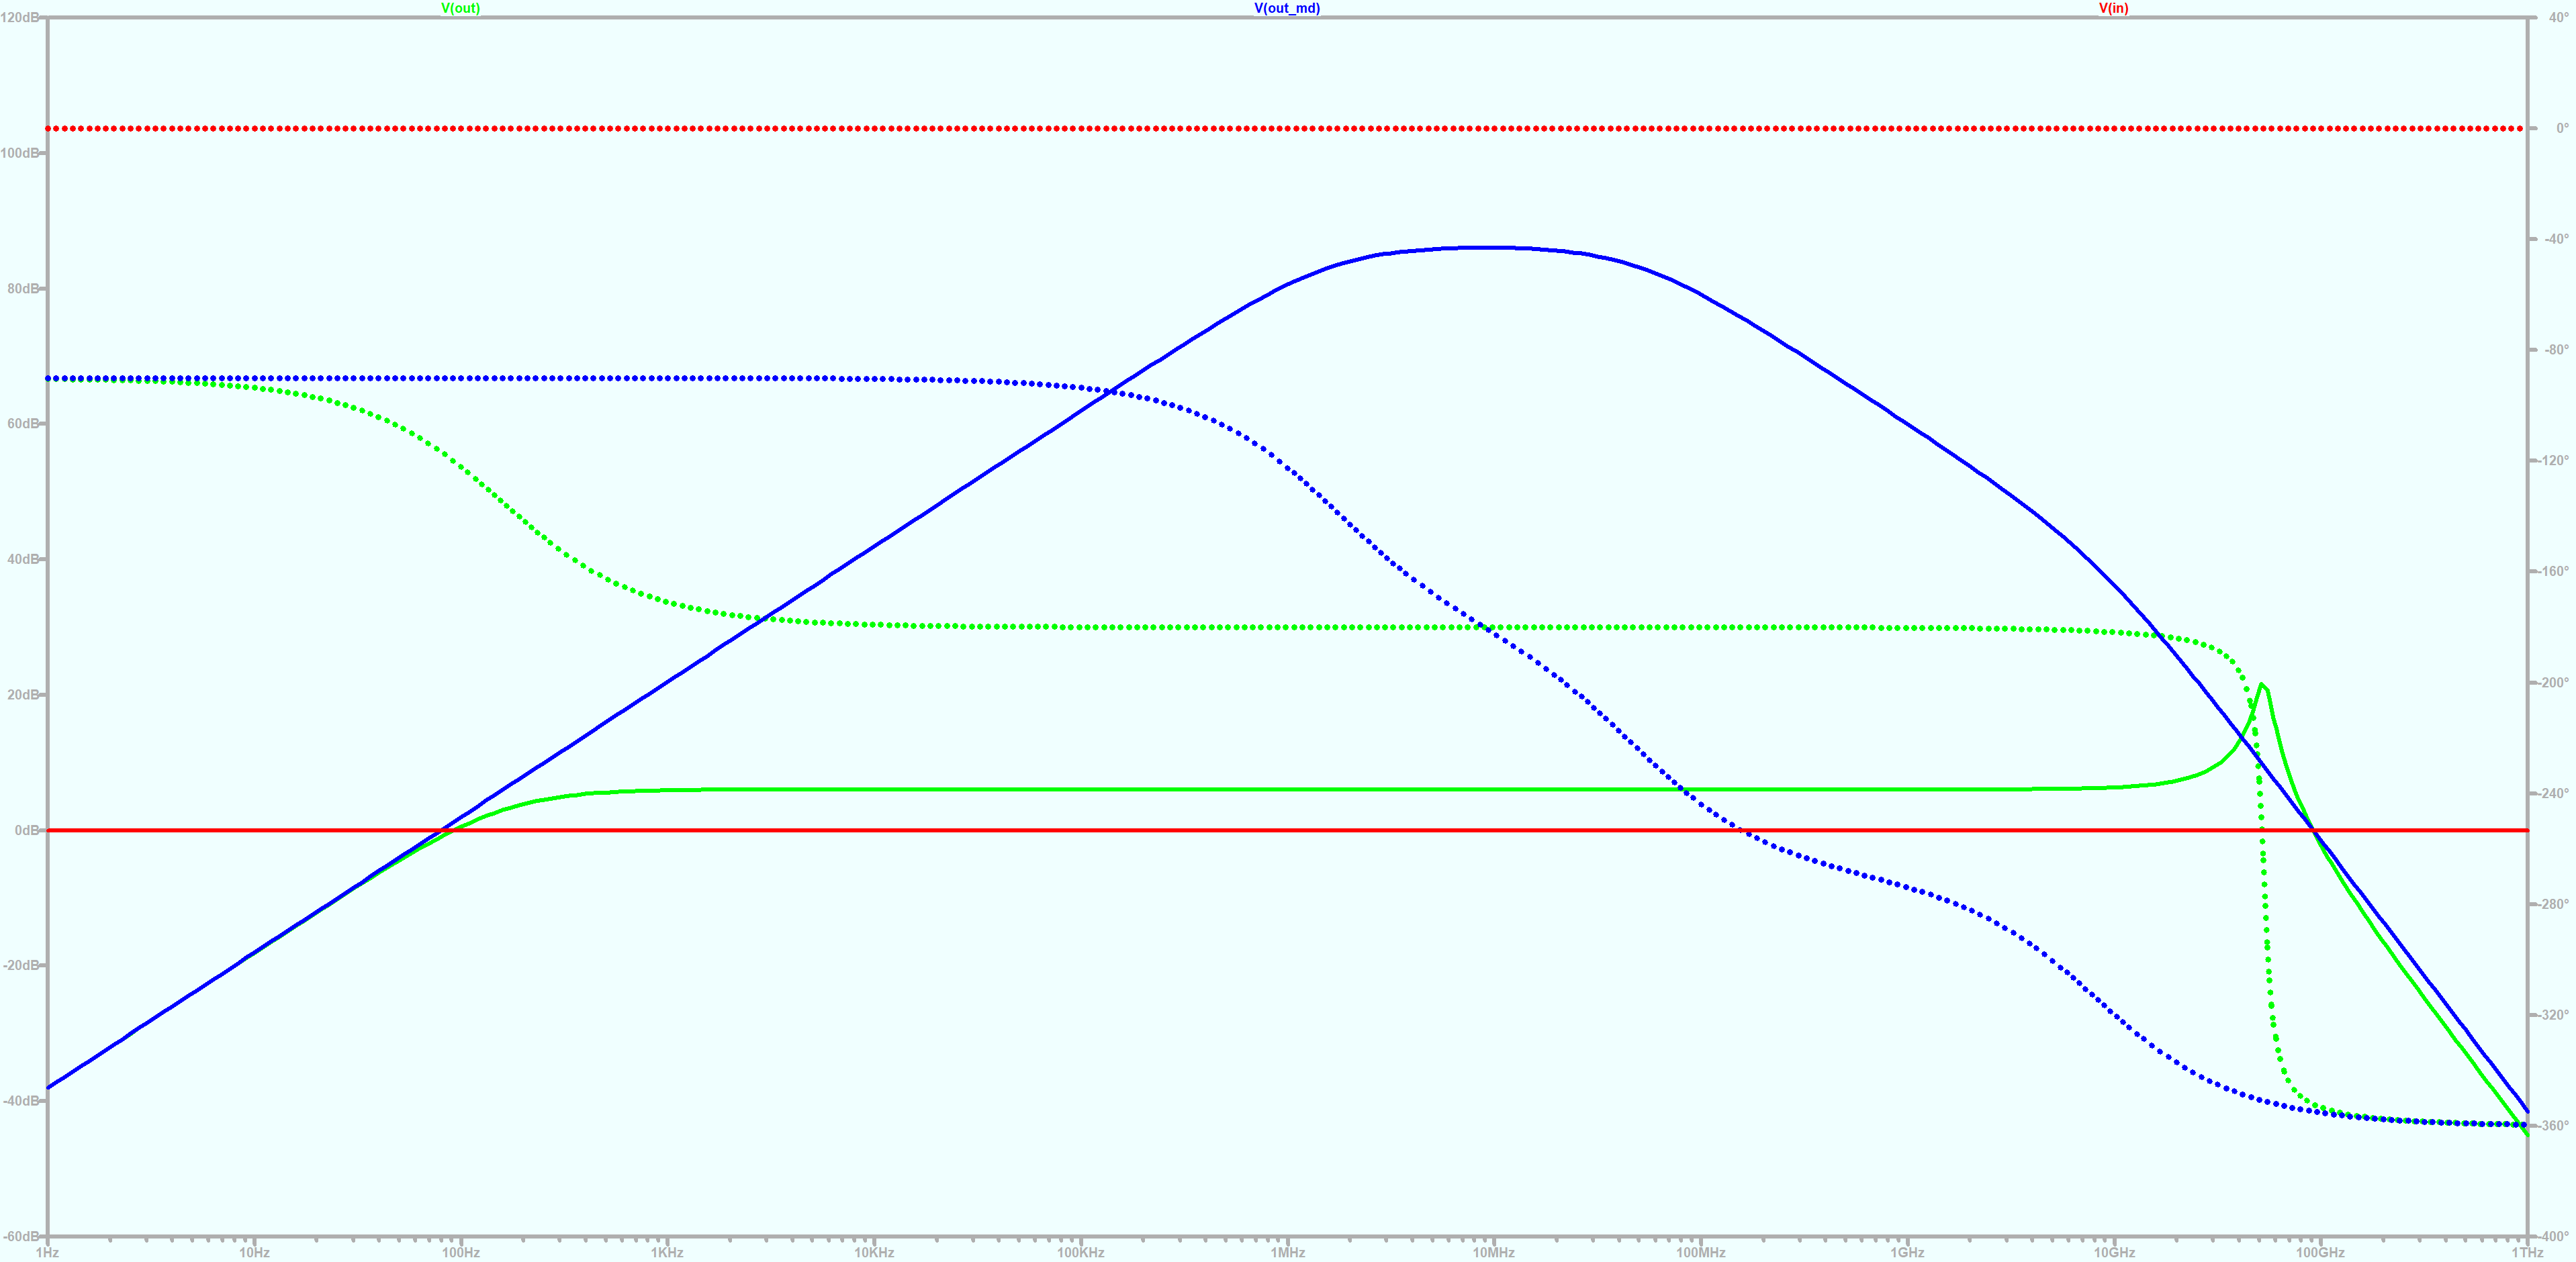 V(out) V(out_md) V(in)
120dB 40°
100dB 0°
80dB -40°
60dB -80°
40dB -120°
20dB -160°
0dB -200°
-20dB -240°
-40dB -280°
-60dB -320°
-360°
-400°
1Hz 10Hz 100Hz 1KHz 10KHz 100KHz 1MHz 10MHz 100MHz 1GHz 10GHz 100GHz 1THz